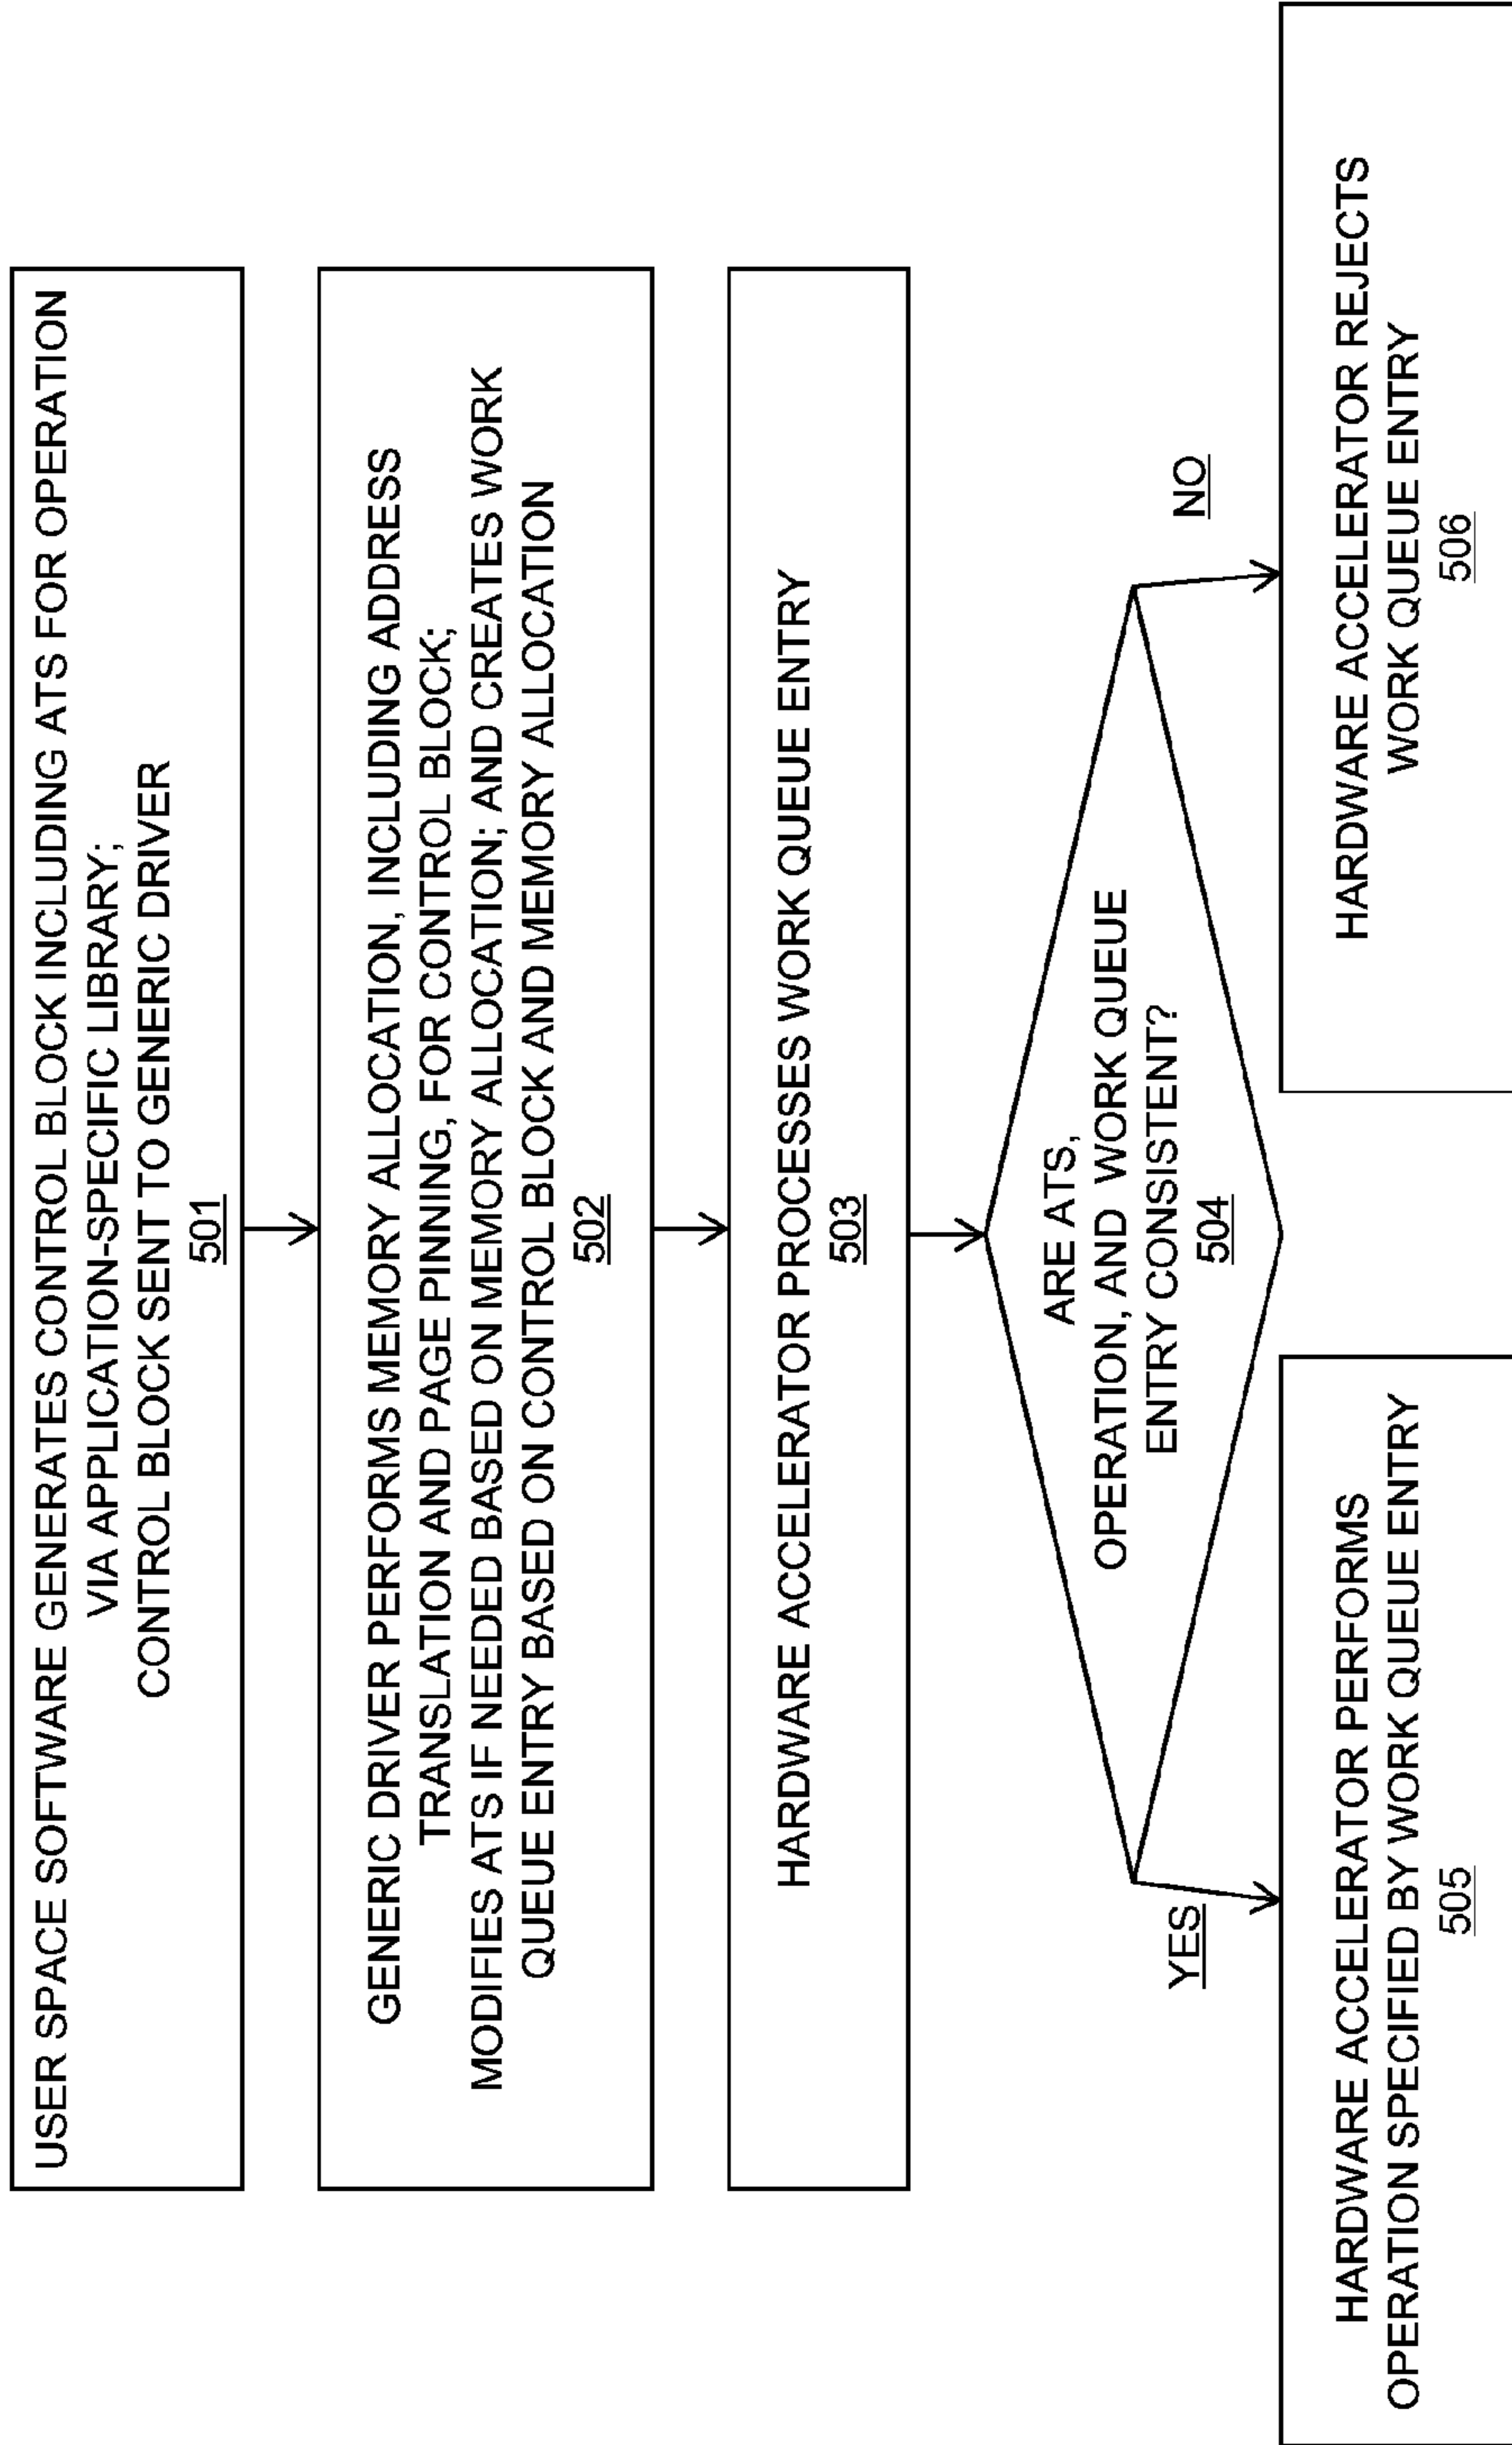 USER SPACE SOFTWARE GENERATES CONTROL BLOCK INCLUDING ATS FOR OPERATION
VIA APPLICATION-SPECIFIC LIBRARY;
CONTROL BLOCK SENT TO GENERIC DRIVER
501
GENERIC DRIVER PERFORMS MEMORY ALLOCATION, INCLUDING ADDRESS
TRANSLATION AND PAGE PINNING, FOR CONTROL BLOCK;
MODIFIES ATS IF NEEDED BASED ON MEMORY ALLOCATION; AND CREATES WORK
QUEUE ENTRY BASED ON CONTROL BLOCK AND MEMORY ALLOCATION
502
HARDWARE ACCELERATOR PROCESSES WORK QUEUE ENTRY
503
ARE ATS,
OPERATION, AND WORK QUEUE
ENTRY CONSISTENT?
504
YES
NO
HARDWARE ACCELERATOR PERFORMS
OPERATION SPECIFIED BY WORK QUEUE ENTRY
505
HARDWARE ACCELERATOR REJECTS
WORK QUEUE ENTRY
506